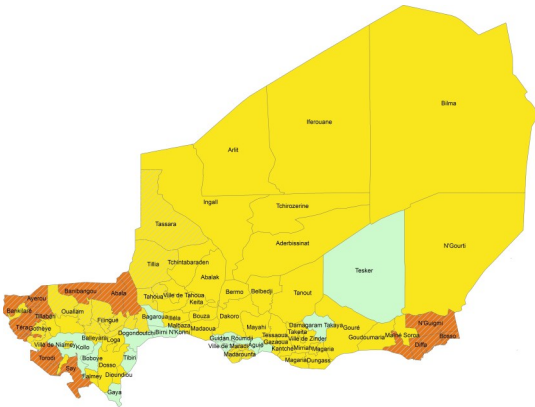 Bilma
Iferouane
Arlit
Ingall
Tchirozerine
Tassara
Aderbissinat
N'Gourti
Tillia
Tchintabaraden
Tesker
Abalak
Banibangou
Abala
Ayerou
Tahoua
Ville de Tahoua
Keita
Bermo
Belbedji
Tanout
Bankilaré
Tillabéri
Ouallam
Filingue
Bagaroua
Illéla
Bouza
Dakoro
Mayahi
Damagaram Takaya
Gouré
N'Guigmi
Téra
Gothèye
Balleyara
Loga
Dogondoutchi
Birni N'Konni
Malbaza
Madaoua
Guidan Roumdji
Tessaoua
Takeita
Ville de Zinder
Goudoumaria
Mainé Soroa
Bosso
Ville de Niamey
Kollo
Ville de Maradi
Aguié
Gazaoua
Kantché
Mirriah
Magaria
Diffa
Torodi
Say
Boboye
Tibiri
Madarounfa
Magaria
Dungass
Dosso
Falmey
Dioundiou
Gaya